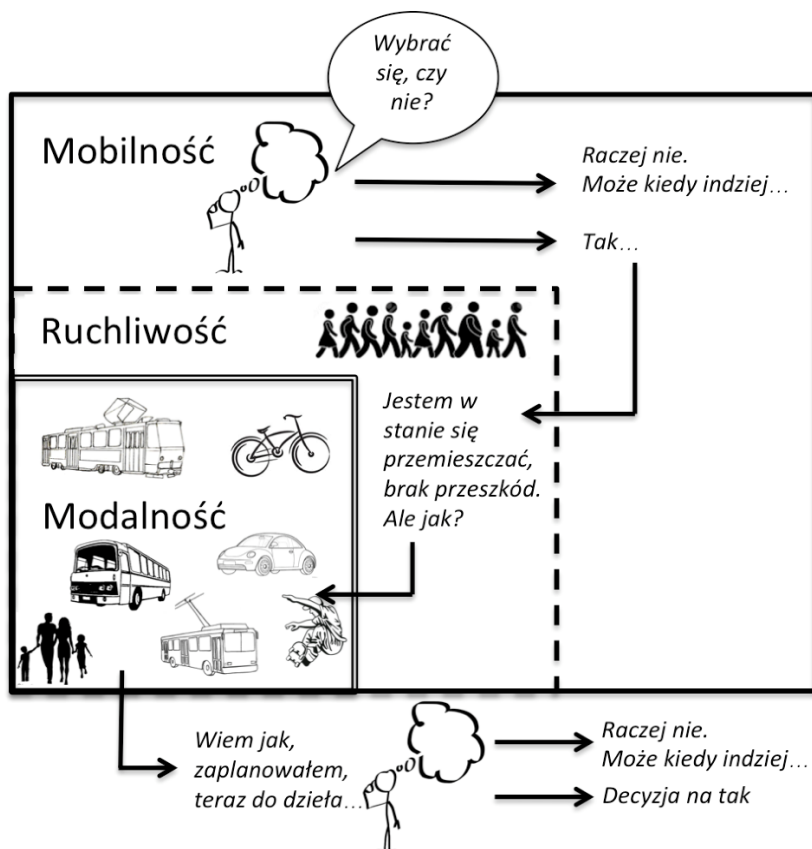 Wybrać
się, czy
nie?
Mobilność
Raczej nie.
Może kiedy indziej…
Tak…
Ruchliwość
Jestem w
stanie się
przemieszczać,
brak przeszkód.
Ale jak?
Modalność
Wiem jak,
zaplanowałem,
teraz do dzieła…
Raczej nie.
Może kiedy indziej…
Decyzja na tak